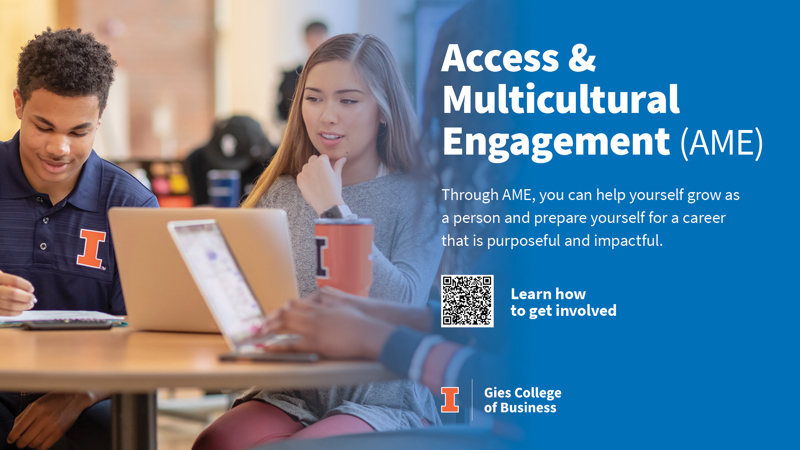 Access &
Multicultural
Engagement (AME)
Through AME, you can help yourself grow as
a person and prepare yourself for a career
that is purposeful and impactful.
Learn how
to get involved
I
I
I
Gies College
of Business